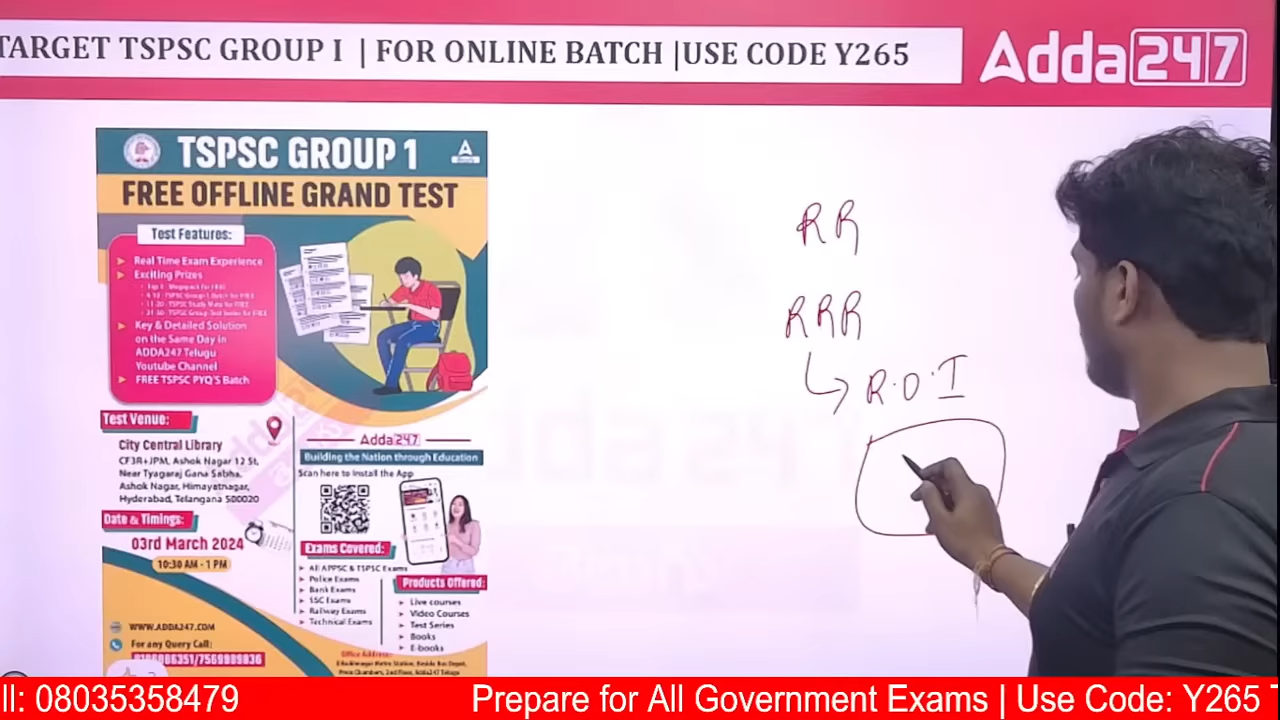 TARGET TSPSC GROUP I | FOR ONLINE BATCH |USE CODE Y265
Adda247
TSPSC GROUP 1
FREE OFFLINE GRAND TEST
Test Features:
Real Time Exam Experience
Exciting Prizes
Key & Detailed Solution
on the Same Day in
ADDA247 Telugu
Youtube Channel
FREE TSPSC PYQ'S Batch
Test Venue:
City Central Library
CF3R+JPM, Ashok Nagar 12 St,
Near Tyagaraj Gana Sabha,
Ashok Nagar, Himayatnagar,
Hyderabad, Telangana 500020
Date & Timings:
03rd March 2024
10:30 AM - 1 PM
WWW.ADDA247.COM
For any Query Call:
Adda247
Building the Nation through Education
Scan here to Install the App
Exams Covered:
All APPSC & TSPSC Exams
Police Exams
Bank Exams
SSC Exams
Railway Exams
Technical Exams
Products Offered:
Live courses
Video Courses
Test Series
Books
E-books
Office Address:
RR
RRR
R.O.I
ll: 08035358479
Prepare for All Government Exams | Use Code: Y265 T